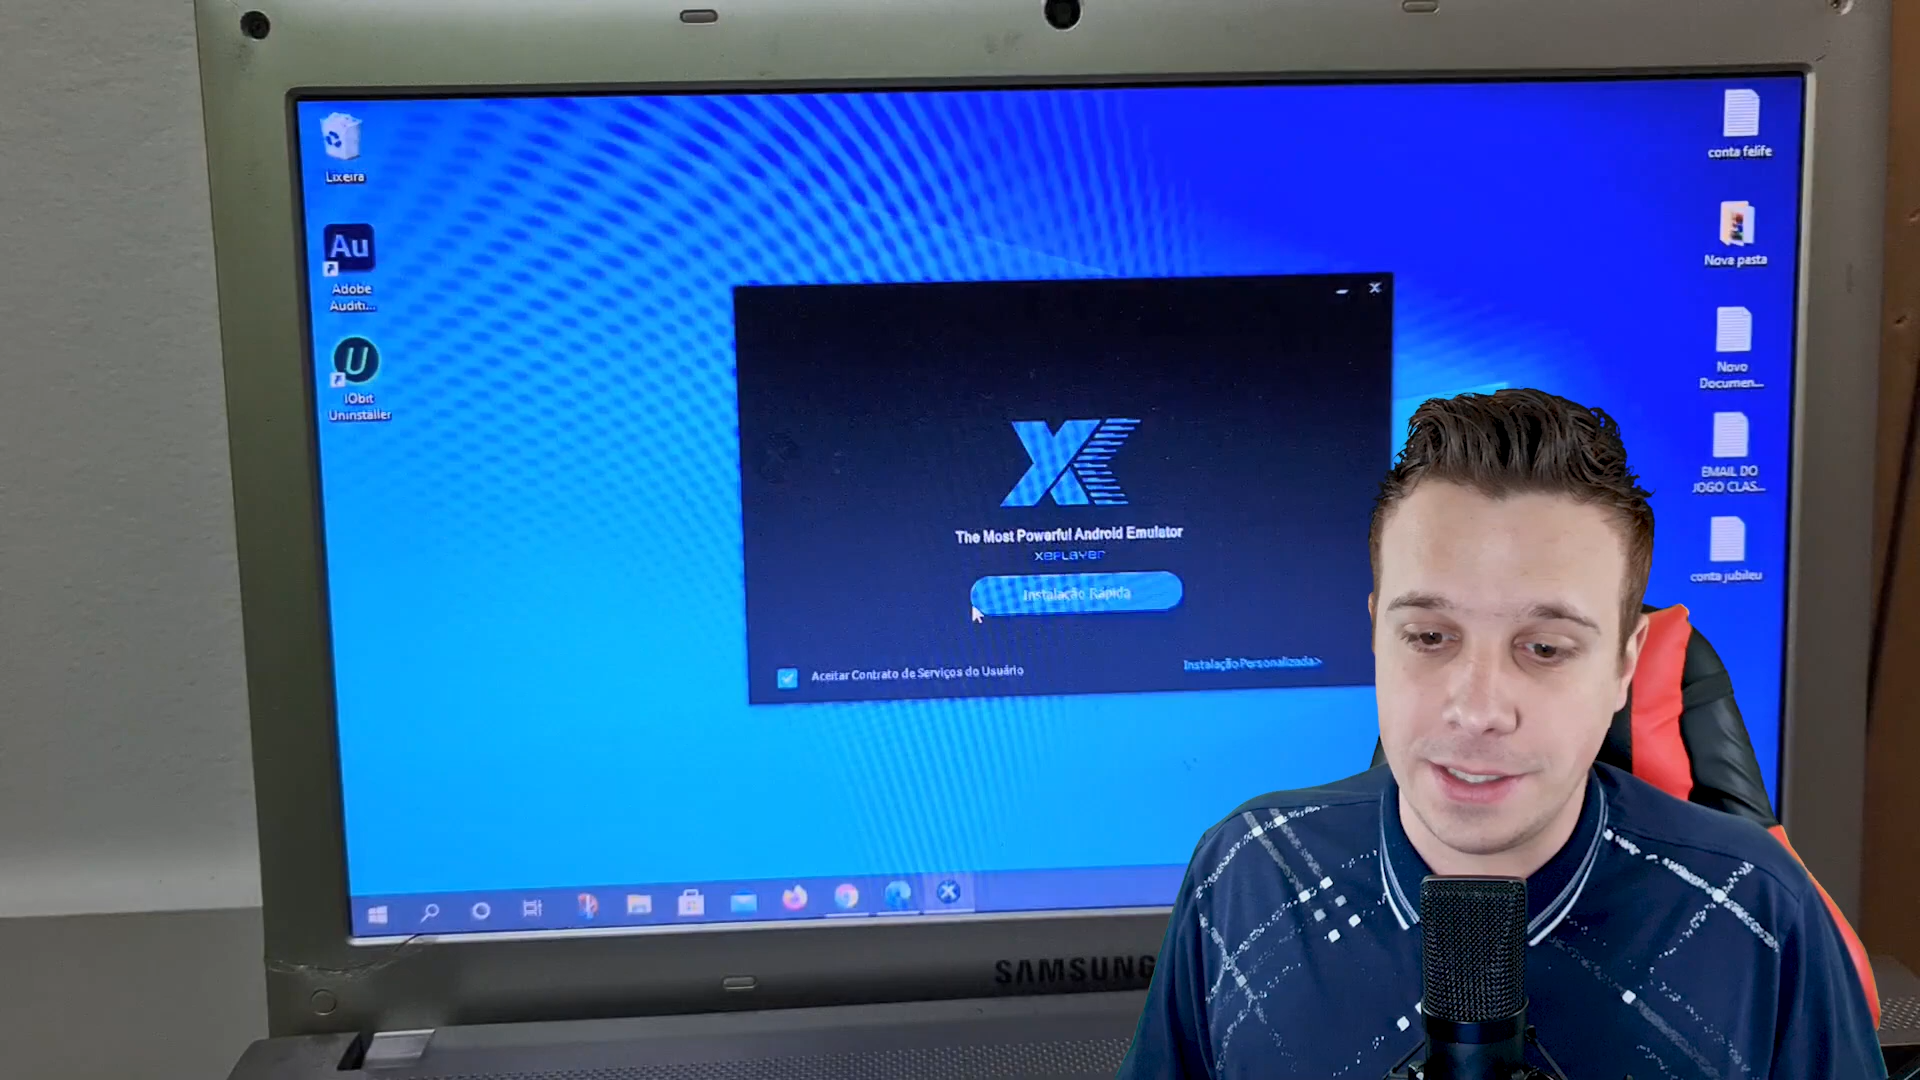 Lixeira
Au
Adobe
Auditi...
U
IObit
Uninstaller
The Most Powerful Android Emulator
XEPLAYER
Instalação Rápida
Aceitar Contrato de Serviços do Usuário
Instalação Personalizada>
conta felife
Nova pasta
Novo
Documen...
EMAIL DO
JOGO CLAS...
conta jubileu
SAMSUNG